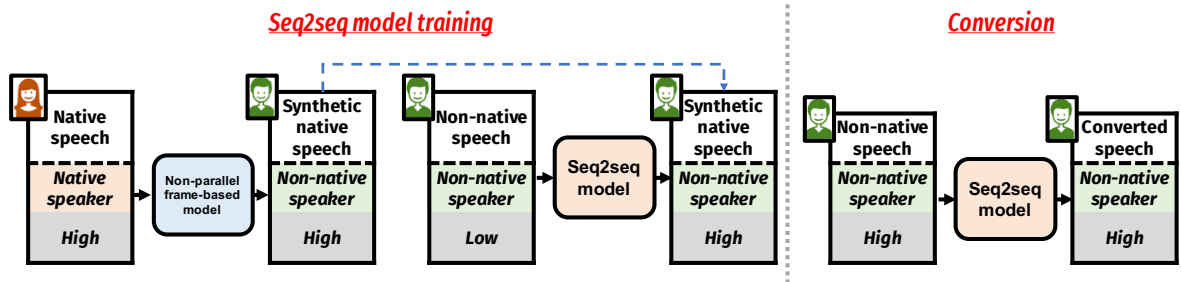 Seq2seq model training
Native
speech
Native
speaker
High
Non-parallel
frame-based
model
Synthetic
native
speech
Non-native
speaker
High
Non-native
speech
Non-native
speaker
Low
Seq2seq
model
Synthetic
native
speech
Non-native
speaker
High
Conversion
Non-native
speech
Non-native
speaker
High
Seq2seq
model
Converted
speech
Non-native
speaker
High